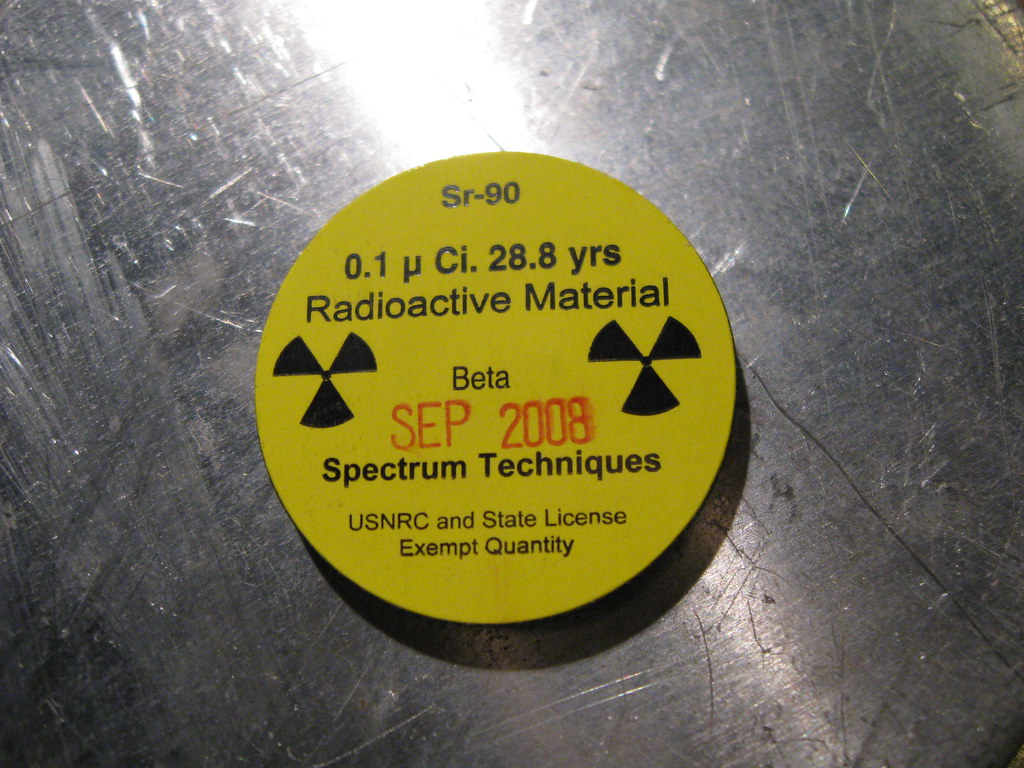 Sr-90
0.1 µ Ci. 28.8 yrs
Radioactive Material
Beta
SEP 2008
Spectrum Techniques
USNRC and State License
Exempt Quantity